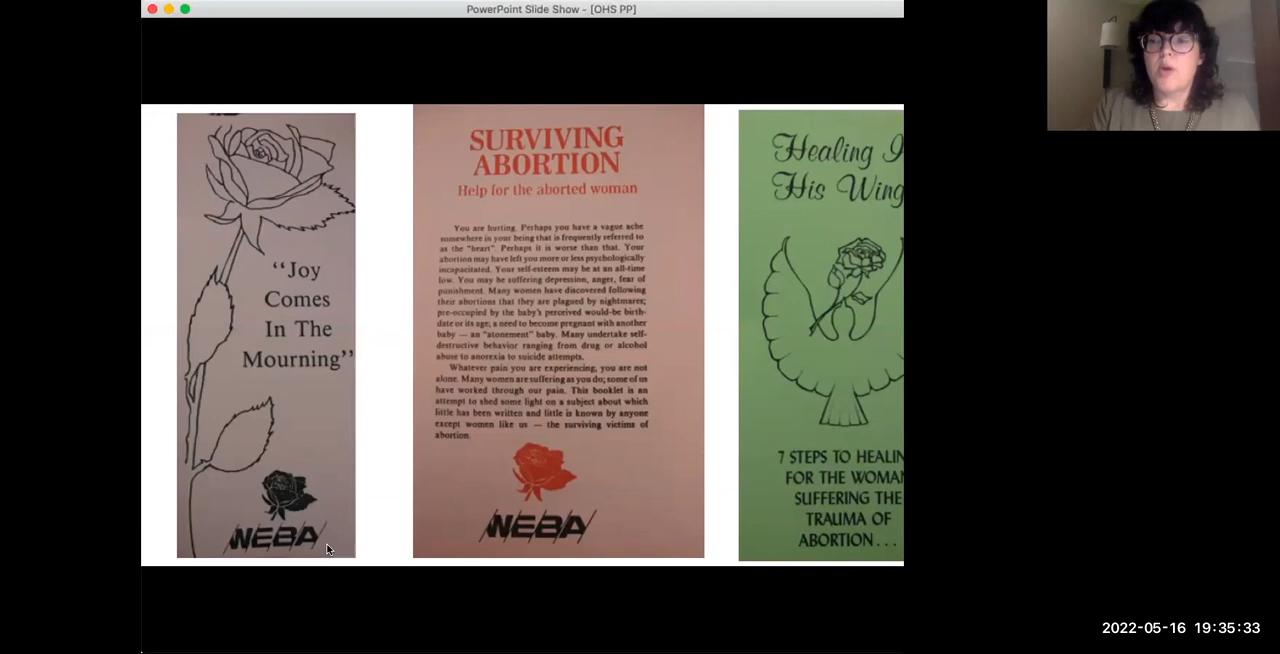 PowerPoint Slide Show - [OHS PP]
“Joy
Comes
In The
Mourning”
NEBA
SURVIVING
ABORTION
Help for the aborted woman
You are hurting. Perhaps you have a vague ache
somewhere in your being that is frequently referred to
as the "heart". Perhaps it is worse than that. Your
abortion may have left you more or less psychologically
incapacitated. Your self-esteem may be at an all-time
low. You may be suffering depression, anger, fear of
punishment. Many women have discovered following
their abortions that they are plagued by nightmares;
pre-occupied by the baby's perceived would-be birth-
date or its age; a need to become pregnant with another
baby — an "atonement" baby. Many undertake self-
destructive behavior ranging from drug or alcohol
abuse to anorexia to suicide attempts.
Whatever pain you are experiencing, you are not
alone. Many women are suffering as you do; some of us
have worked through our pain. This booklet is an
attempt to shed some light on a subject about which
little has been written and little is known by anyone
except women like us — the surviving victims of
abortion.
NEBA
Healing
His Wing
7 STEPS TO HEALIN
FOR THE WOMA
SUFFERING THE
TRAUMA OF
ABORTION...
2022-05-16 19:35:33